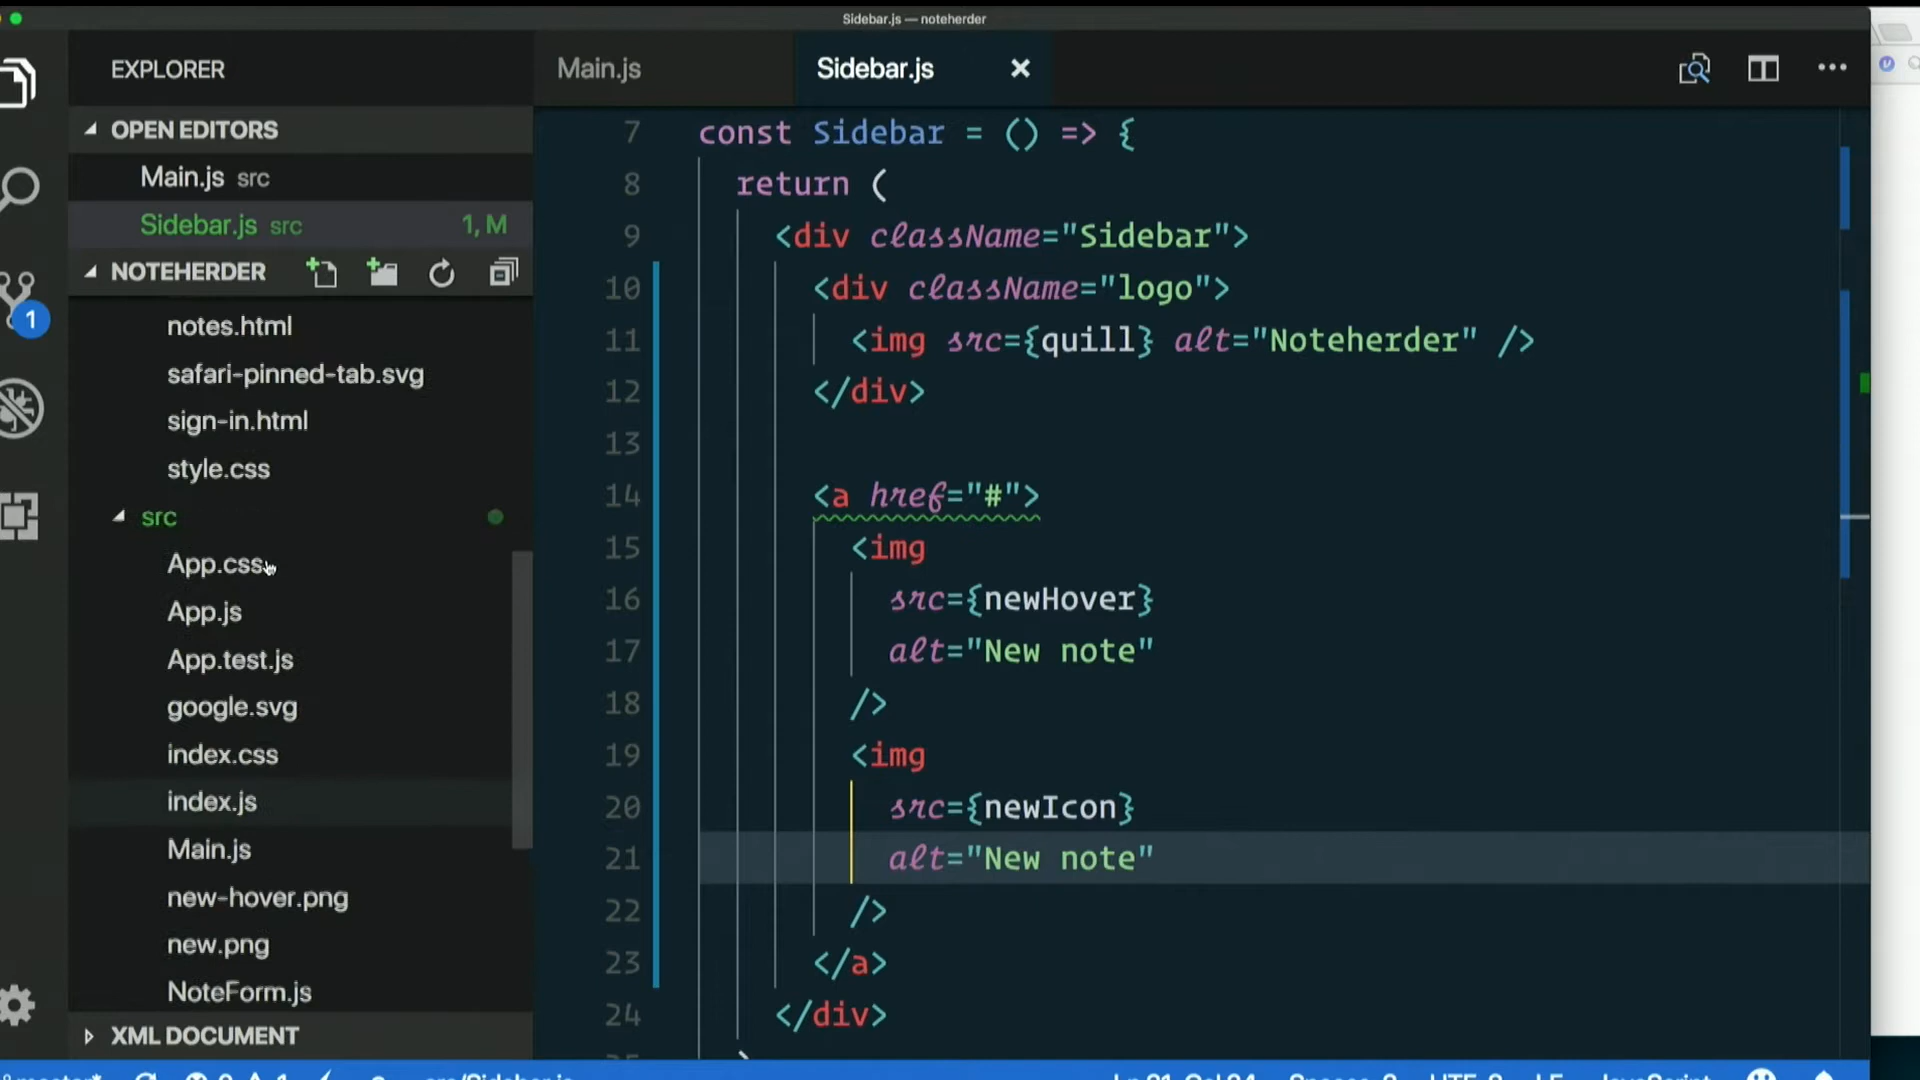 Sidebar.js — noteherder
EXPLORER
OPEN EDITORS
Main.js src
Sidebar.js src 1, M
NOTEHERDER
notes.html
safari-pinned-tab.svg
sign-in.html
style.css
src
App.css
App.js
App.test.js
google.svg
index.css
index.js
Main.js
new-hover.png
new.png
NoteForm.js
XML DOCUMENT
1
Main.js
Sidebar.js
7 const Sidebar = () => {
8 return (
9 <div className="Sidebar">
10 <div className="logo">
11 <img src={quill} alt="Noteherder" />
12 </div>
13
14 <a href="#">
15 <img
16 src={newHover}
17 alt="New note"
18 />
19 <img
20 src={newIcon}
21 alt="New note"
22 />
23 </a>
24 </div>